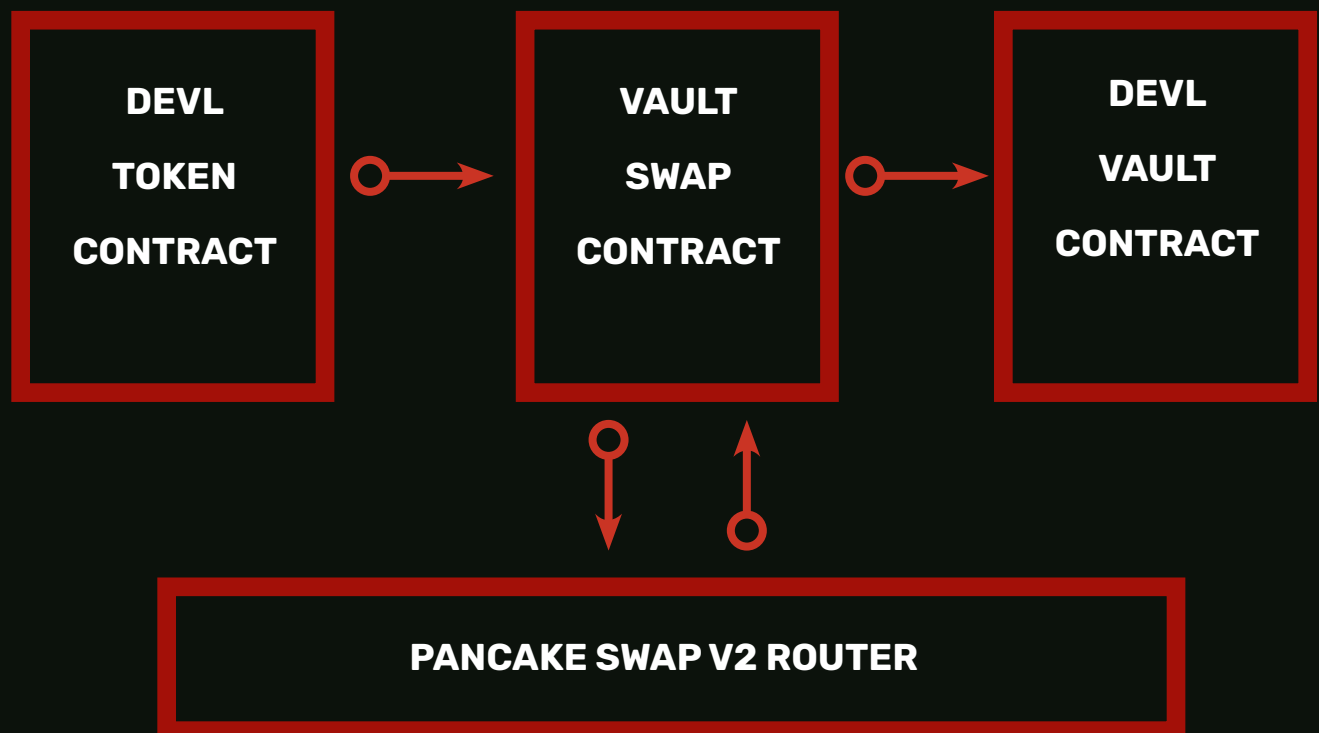 DEVL
TOKEN
CONTRACT
VAULT
SWAP
CONTRACT
DEVL
VAULT
CONTRACT
PANCAKE SWAP V2 ROUTER